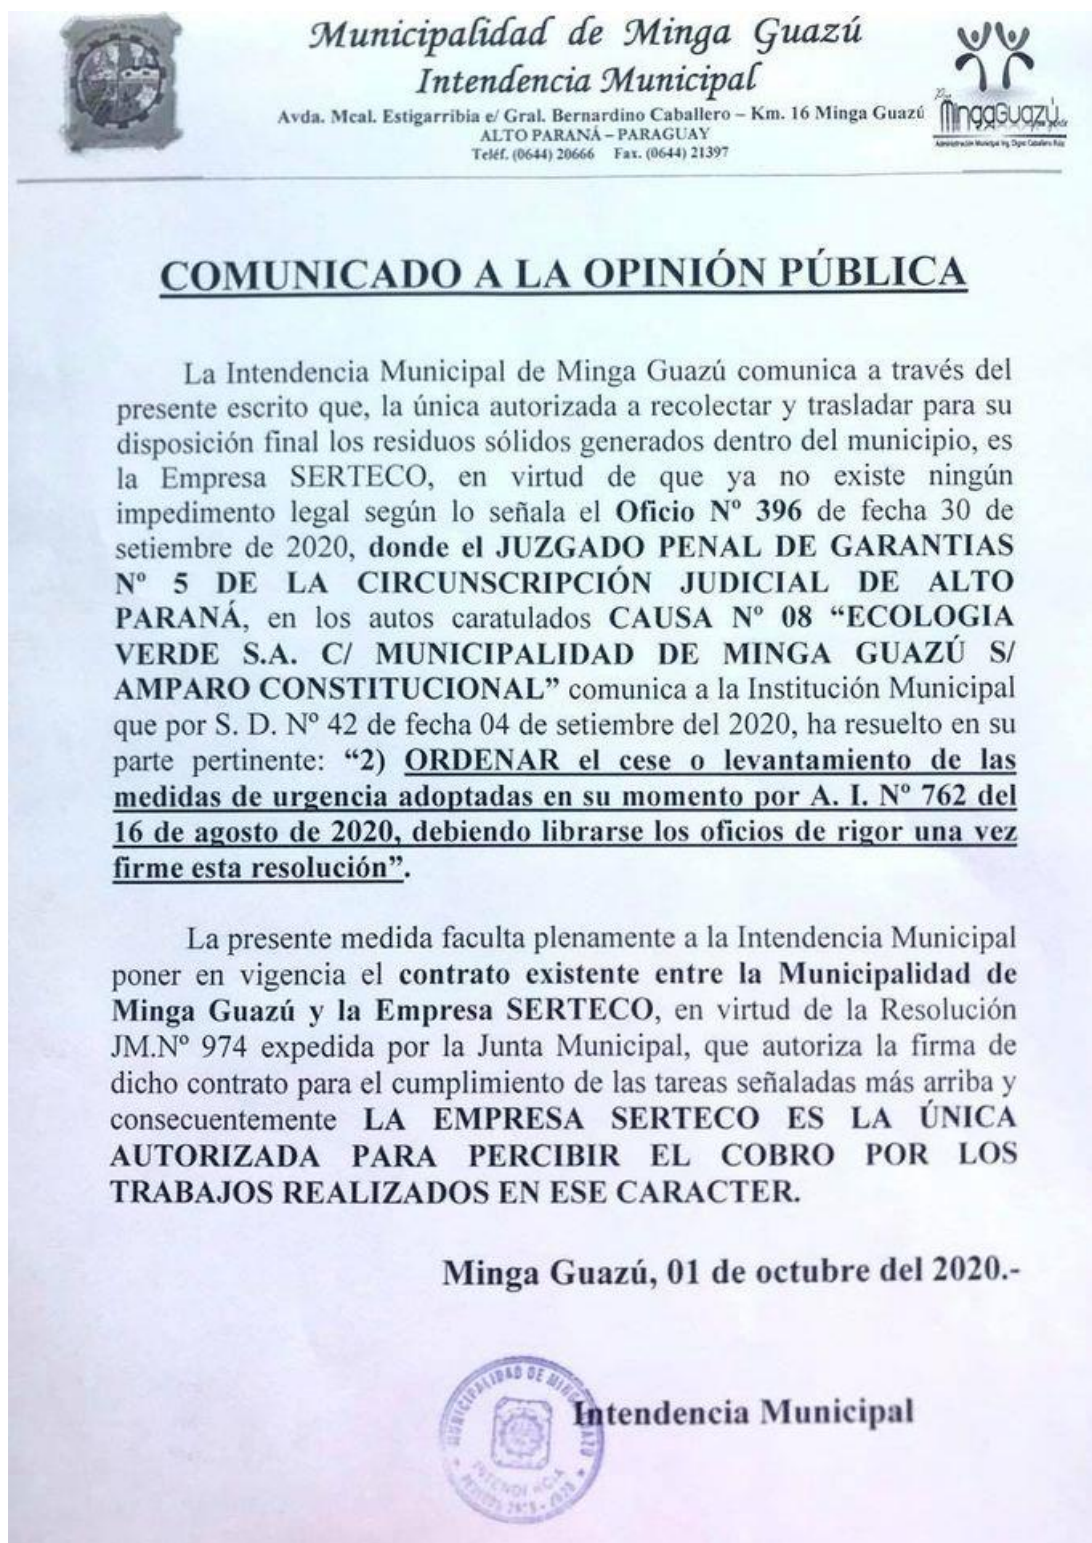 Municipalidad de Minga Guazú
Intendencia Municipal
Avda. Mcal. Estigarribia e/ Gral. Bernardino Caballero – Km. 16 Minga Guazú
ALTO PARANÁ – PARAGUAY
Teléf. (0644) 20666 Fax. (0644) 21397
MingaGuazú
COMUNICADO A LA OPINIÓN PÚBLICA
La Intendencia Municipal de Minga Guazú comunica a través del
presente escrito que, la única autorizada a recolectar y trasladar para su
disposición final los residuos sólidos generados dentro del municipio, es
la Empresa SERTECO, en virtud de que ya no existe ningún
impedimento legal según lo señala el Oficio Nº 396 de fecha 30 de
setiembre de 2020, donde el JUZGADO PENAL DE GARANTIAS
Nº 5 DE LA CIRCUNSCRIPCIÓN JUDICIAL DE ALTO
PARANÁ, en los autos caratulados CAUSA Nº 08 “ECOLOGIA
VERDE S.A. C/ MUNICIPALIDAD DE MINGA GUAZÚ S/
AMPARO CONSTITUCIONAL” comunica a la Institución Municipal
que por S. D. Nº 42 de fecha 04 de setiembre del 2020, ha resuelto en su
parte pertinente: “2) ORDENAR el cese o levantamiento de las
medidas de urgencia adoptadas en su momento por A. I. Nº 762 del
16 de agosto de 2020, debiendo librarse los oficios de rigor una vez
firme esta resolución”.
La presente medida faculta plenamente a la Intendencia Municipal
poner en vigencia el contrato existente entre la Municipalidad de
Minga Guazú y la Empresa SERTECO, en virtud de la Resolución
JM.Nº 974 expedida por la Junta Municipal, que autoriza la firma de
dicho contrato para el cumplimiento de las tareas señaladas más arriba y
consecuentemente LA EMPRESA SERTECO ES LA ÚNICA
AUTORIZADA PARA PERCIBIR EL COBRO POR LOS
TRABAJOS REALIZADOS EN ESE CARACTER.
Minga Guazú, 01 de octubre del 2020.-
Intendencia Municipal
MUNICIPALIDAD DE MINGA GUAZU
INTENDENCIA